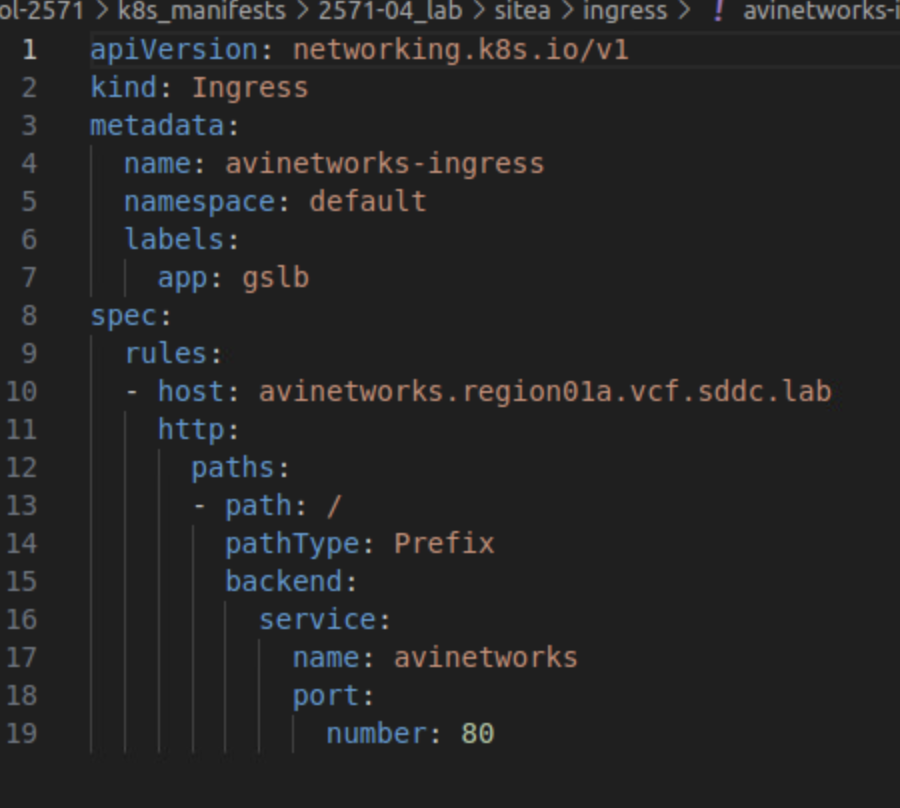 ol-2571 > k8s_manifests > 2571-04_lab > sitea > ingress > ! avinetworks-i
1 apiVersion: networking.k8s.io/v1
2 kind: Ingress
3 metadata:
4   name: avinetworks-ingress
5   namespace: default
6   labels:
7     app: gslb
8 spec:
9   rules:
10   - host: avinetworks.region01a.vcf.sddc.lab
11     http:
12       paths:
13       - path: /
14         pathType: Prefix
15         backend:
16           service:
17             name: avinetworks
18             port:
19               number: 80